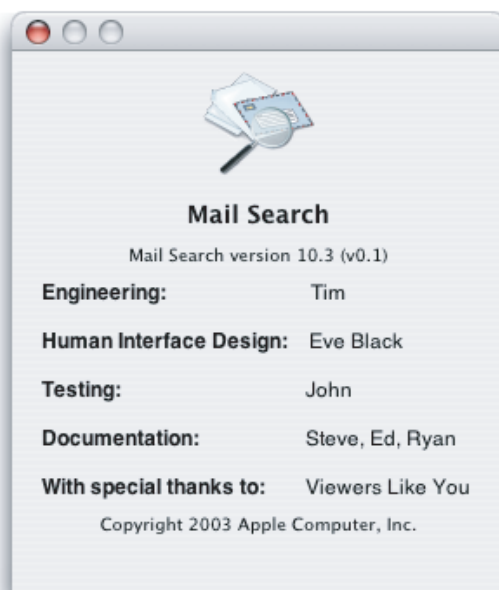 Mail Search
Mail Search version 10.3 (v0.1)
Engineering: Tim
Human Interface Design: Eve Black
Testing: John
Documentation: Steve, Ed, Ryan
With special thanks to: Viewers Like You
Copyright 2003 Apple Computer, Inc.